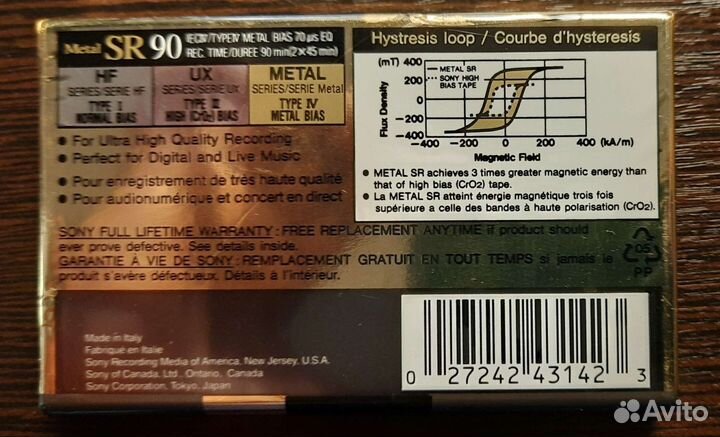 Metal SR 90 IECIV/TYPEIV METAL BIAS 70 µs EQ
REC. TIME/DURÉE 90 min(2×45 min)
HF
SERIES/SERIE HF
TYPE I
NORMAL BIAS
UX
SERIES/SERIE UX
TYPE II
HIGH (CrO2) BIAS
METAL
SERIES/SERIE Metal
TYPE IV
METAL BIAS
• For Ultra High Quality Recording
• Perfect for Digital and Live Music
• Pour enregistrement de très haute qualité
• Pour audionumérique et concert en direct
Hystresis loop / Courbe d'hysteresis
(mT)
400
200
0
-200
-400
Flux Density
METAL SR
SONY HIGH
BIAS TAPE
-400 -200 0 200 400 (kA/m)
Magnetic Field
• METAL SR achieves 3 times greater magnetic energy than
that of high bias (CrO2) tape.
• La METAL SR atteint énergie magnétique trois fois
supérieure a celle des bandes à haute polarisation (CrO2).
SONY FULL LIFETIME WARRANTY: FREE REPLACEMENT ANYTIME if product should
ever prove defective. See details inside.
GARANTIE À VIE DE SONY: REMPLACEMENT GRATUIT EN TOUT TEMPS si jamais le
produit s'avère défectueux. Détails à l'intérieur.
05
PP
Made in Italy
Fabriqué en Italie
Sony Recording Media of America, New Jersey, U.S.A.
Sony of Canada, Ltd., Ontario, Canada
Sony Corporation, Tokyo, Japan
0 27242 43142 3
Avito